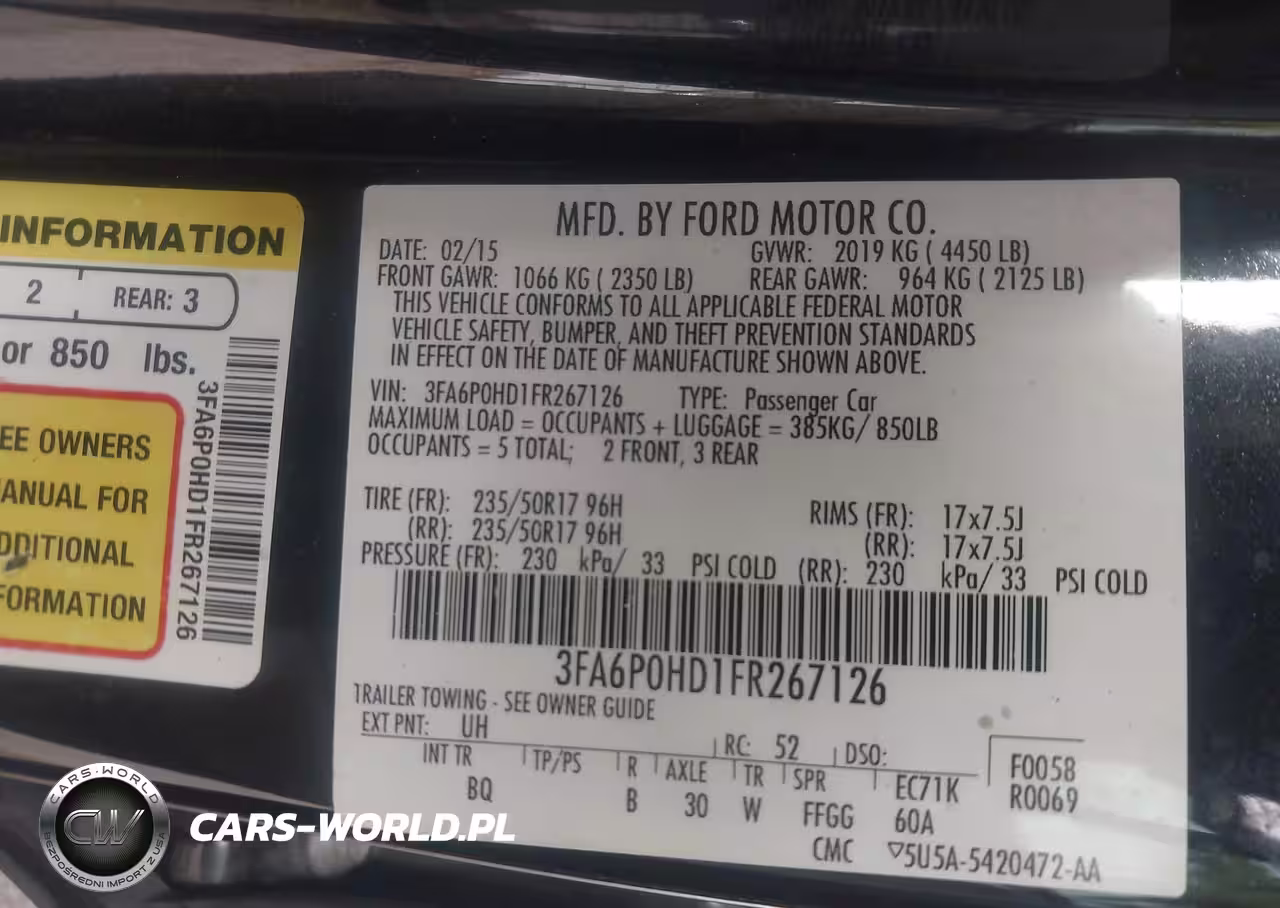 INFORMATION
2 REAR: 3
or 850 lbs.
3FA6P0HD1FR267126
EE OWNERS
ANUAL FOR
DDITIONAL
FORMATION
MFD. BY FORD MOTOR CO.
DATE: 02/15 GVWR: 2019 KG ( 4450 LB)
FRONT GAWR: 1066 KG ( 2350 LB) REAR GAWR: 964 KG ( 2125 LB)
THIS VEHICLE CONFORMS TO ALL APPLICABLE FEDERAL MOTOR
VEHICLE SAFETY, BUMPER, AND THEFT PREVENTION STANDARDS
IN EFFECT ON THE DATE OF MANUFACTURE SHOWN ABOVE.
VIN: 3FA6P0HD1FR267126 TYPE: Passenger Car
MAXIMUM LOAD = OCCUPANTS + LUGGAGE = 385KG/ 850LB
OCCUPANTS = 5 TOTAL; 2 FRONT, 3 REAR
TIRE (FR): 235/50R17 96H RIMS (FR): 17x7.5J
(RR): 235/50R17 96H (RR): 17x7.5J
PRESSURE (FR): 230 kPa/ 33 PSI COLD (RR): 230 kPa/ 33 PSI COLD
3FA6P0HD1FR267126
TRAILER TOWING - SEE OWNER GUIDE
EXT PNT: UH RC: 52 DSO: F0058
INT TR TP/PS R AXLE TR SPR EC71K R0069
BQ B 30 W FFGG 60A
CMC ▽5U5A-5420472-AA
CARS-WORLD
CW
BEZPOŚREDNI IMPORT Z USA
CARS-WORLD.PL